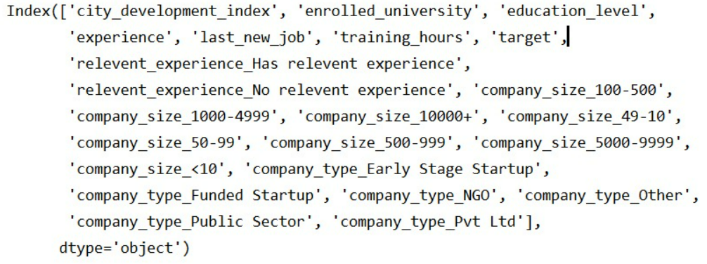 Index(['city_development_index', 'enrolled_university', 'education_level',
'experience', 'last_new_job', 'training_hours', 'target',
'relevent_experience_Has relevent experience',
'relevent_experience_No relevent experience', 'company_size_100-500',
'company_size_1000-4999', 'company_size_10000+', 'company_size_49-10',
'company_size_50-99', 'company_size_500-999', 'company_size_5000-9999',
'company_size_<10', 'company_type_Early Stage Startup',
'company_type_Funded Startup', 'company_type_NGO', 'company_type_Other',
'company_type_Public Sector', 'company_type_Pvt Ltd'],
dtype='object')